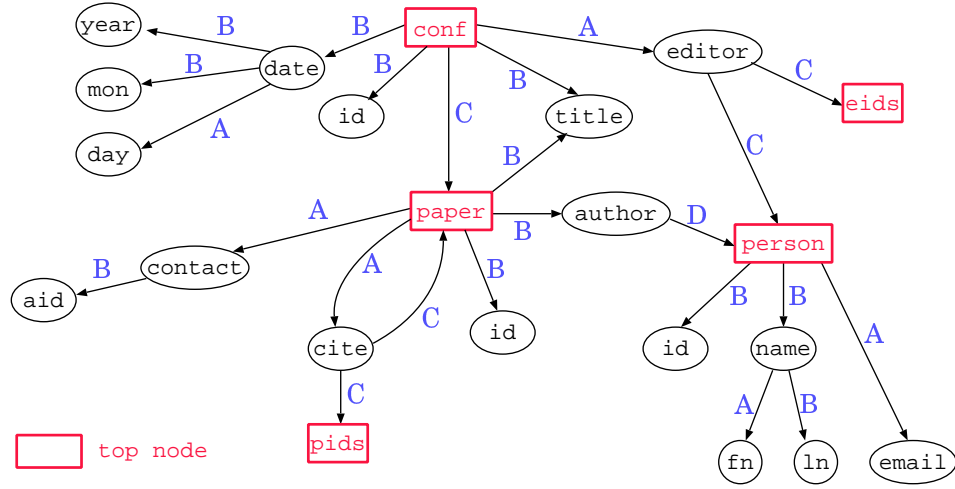 year
B
B
conf
A
date
B
B
B
editor
mon
B
C
id
C
title
eids
A
day
B
C
A
paper
B
author
D
person
contact
A
B
B
aid
C
B
B
A
cite
id
id
name
C
A
B
top node
pids
fn
ln
email